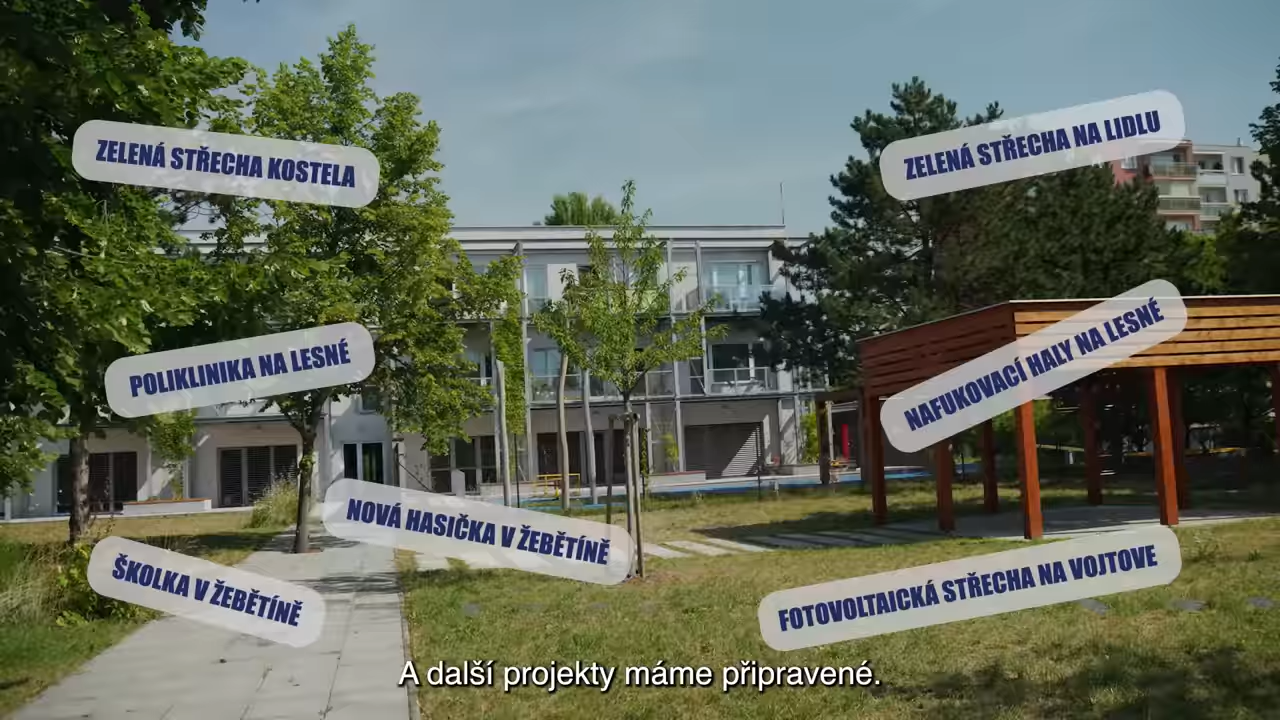 ZELENÁ STŘECHA KOSTELA
ZELENÁ STŘECHA NA LIDLU
POLIKLINIKA NA LESNÉ
NAFUKOVACÍ HALY NA LESNÉ
NOVÁ HASIČKA V ŽEBĚTÍNĚ
ŠKOLKA V ŽEBĚTÍNĚ
FOTOVOLTAICKÁ STŘECHA NA VOJTOVE
A další projekty máme připravené.